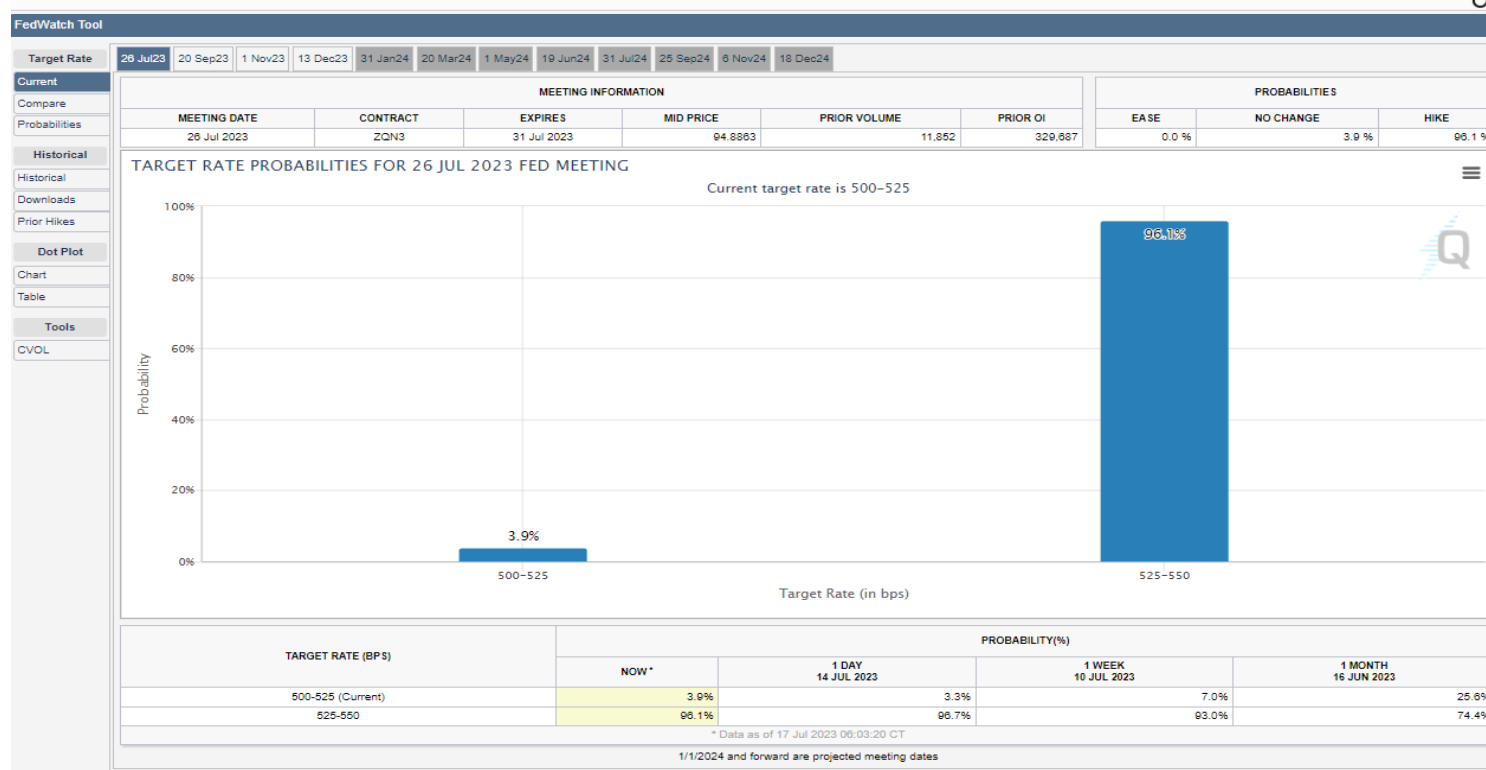 FedWatch Tool
Target Rate
Current
Compare
Probabilities
Historical
Historical
Downloads
Prior Hikes
Dot Plot
Chart
Table
Tools
CVOL
26 Jul23 20 Sep23 1 Nov23 13 Dec23 31 Jan24 20 Mar24 1 May24 19 Jun24 31 Jul24 25 Sep24 6 Nov24 18 Dec24
MEETING INFORMATION
MEETING DATE CONTRACT EXPIRES MID PRICE PRIOR VOLUME PRIOR OI
26 Jul 2023 ZQN3 31 Jul 2023 94.8863 11,852 329,687
PROBABILITIES
EASE NO CHANGE HIKE
0.0 % 3.9 % 96.1 %
TARGET RATE PROBABILITIES FOR 26 JUL 2023 FED MEETING
Current target rate is 500-525
Probability
100%
80%
60%
40%
20%
0%
3.9%
96.1%
Q
500-525 525-550
Target Rate (in bps)
TARGET RATE (BPS) PROBABILITY(%)
NOW * 1 DAY 14 JUL 2023 1 WEEK 10 JUL 2023 1 MONTH 16 JUN 2023
500-525 (Current) 3.9% 3.3% 7.0% 25.6%
525-550 96.1% 96.7% 93.0% 74.4%
* Data as of 17 Jul 2023 06:03:20 CT
1/1/2024 and forward are projected meeting dates